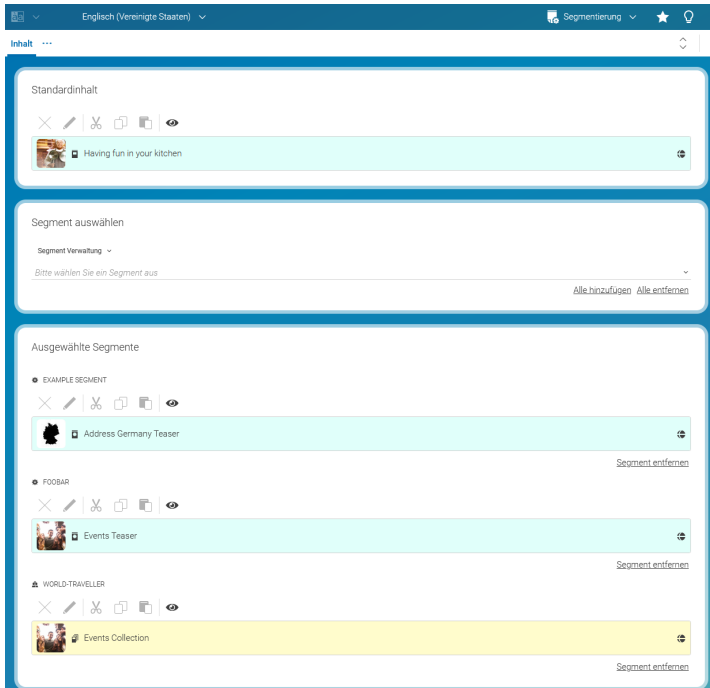 Englisch (Vereinigte Staaten)
Segmentierung
Inhalt ...
Standardinhalt
Having fun in your kitchen
Segment auswählen
Segment Verwaltung
Bitte wählen Sie ein Segment aus
Alle hinzufügen Alle entfernen
Ausgewählte Segmente
EXAMPLE SEGMENT
Address Germany Teaser
Segment entfernen
FOOBAR
Events Teaser
Segment entfernen
WORLD-TRAVELLER
Events Collection
Segment entfernen